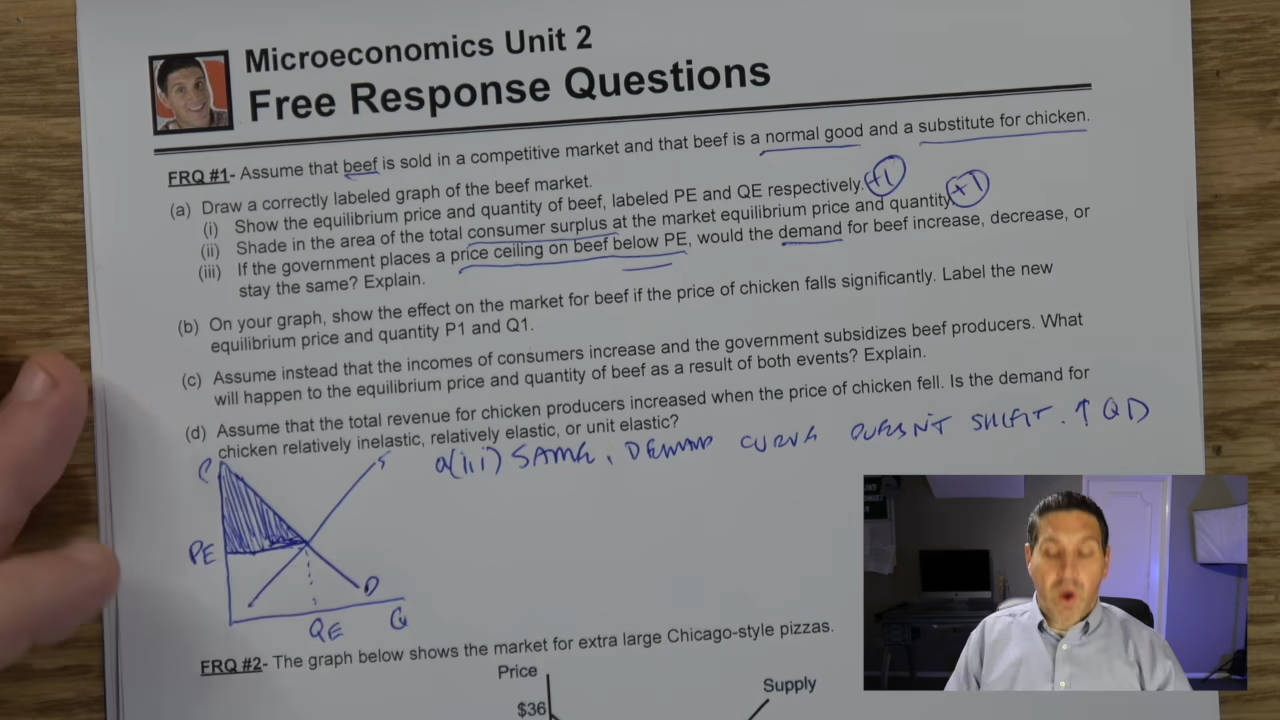 Microeconomics Unit 2
Free Response Questions
FRQ #1- Assume that beef is sold in a competitive market and that beef is a normal good and a substitute for chicken.
(a) Draw a correctly labeled graph of the beef market.
(i) Show the equilibrium price and quantity of beef, labeled PE and QE respectively. +1
(ii) Shade in the area of the total consumer surplus at the market equilibrium price and quantity. +1
(iii) If the government places a price ceiling on beef below PE, would the demand for beef increase, decrease, or
stay the same? Explain.
(b) On your graph, show the effect on the market for beef if the price of chicken falls significantly. Label the new
equilibrium price and quantity P1 and Q1.
(c) Assume instead that the incomes of consumers increase and the government subsidizes beef producers. What
will happen to the equilibrium price and quantity of beef as a result of both events? Explain.
(d) Assume that the total revenue for chicken producers increased when the price of chicken fell. Is the demand for
chicken relatively inelastic, relatively elastic, or unit elastic?
a(iii) SAME, DEMAND CURVE DOESN'T SHIFT. ↑ QD
P
S
PE
D
QE
Q
FRQ #2- The graph below shows the market for extra large Chicago-style pizzas.
Price
Supply
$36